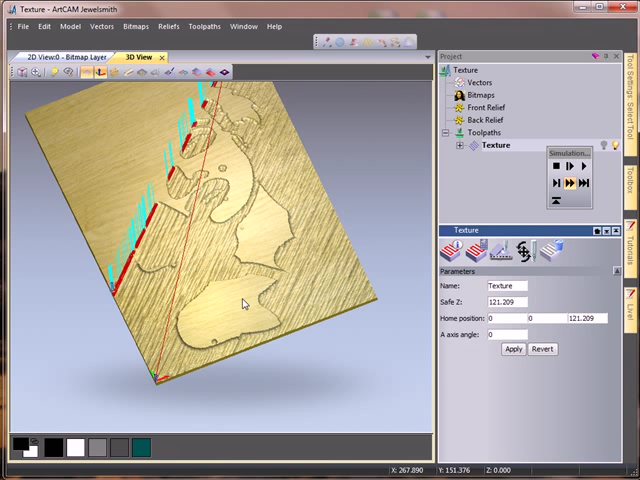 Texture - ArtCAM Jewelsmith
File Edit Models Vectors Bitmaps Reliefs Toolpaths Window Help
2D View:0 - Bitmap Layer
3D View
Project
Texture
Vectors
Bitmaps
Front Relief
Back Relief
Toolpaths
Texture
Simulation...
Texture
Parameters
Name: Texture
Safe Z: 121.209
Home position: 0 0 121.209
A axis angle: 0
Apply Revert
Tool Settings: Select Tool
Toolbox
Tutorials
Live!
X: 267.890 Y: 151.376 Z: 0.000